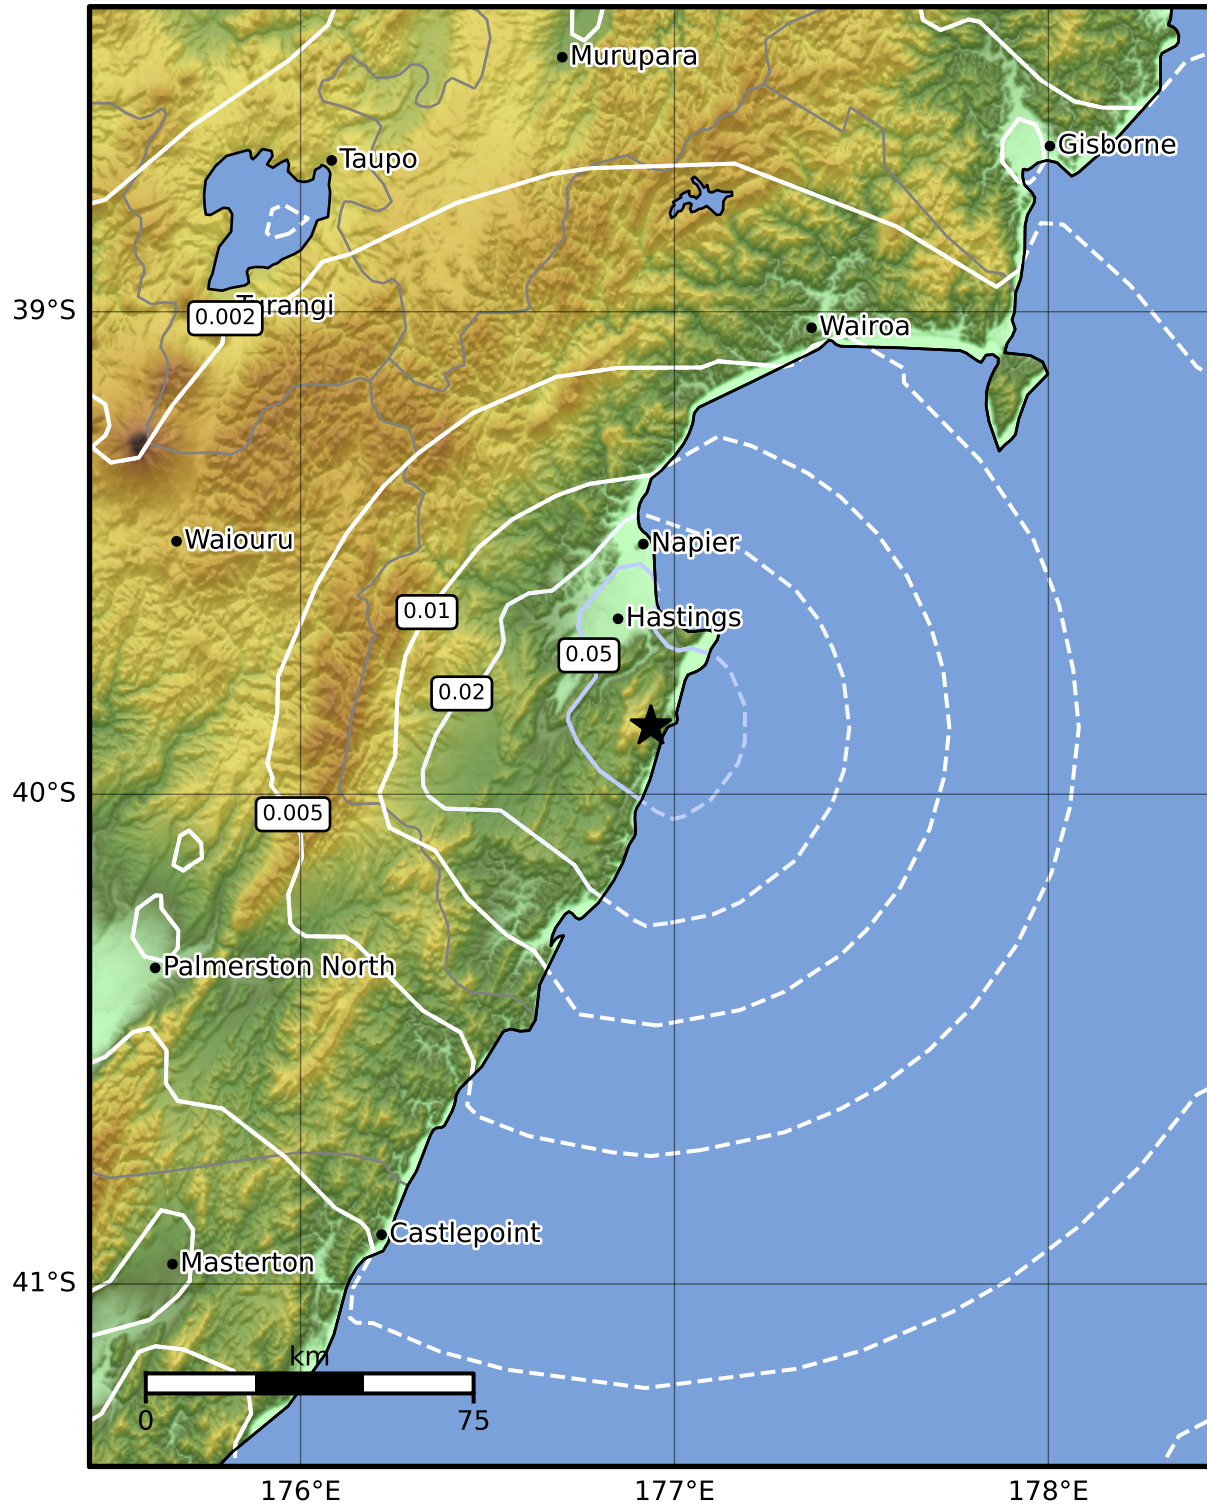 Murupara
Gisborne
Taupo
Turangi
39°S
0.002
Wairoa
Waiouru
Napier
0.01
Hastings
0.05
0.02
40°S
0.005
Palmerston North
Castlepoint
Masterton
41°S
km
0
75
176°E
177°E
178°E